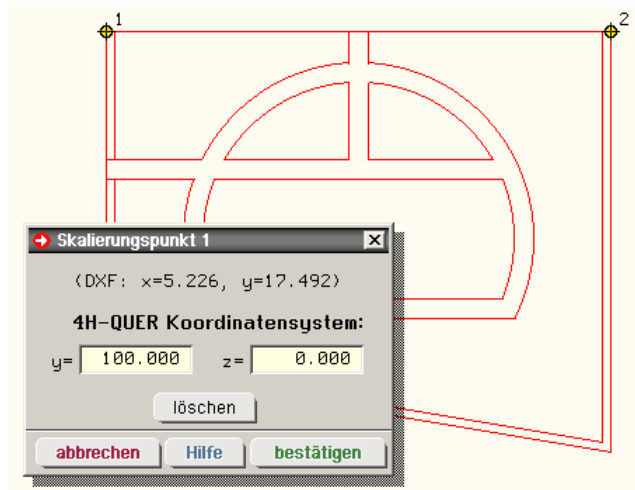 1
2
Skalierungspunkt 1
(DXF: x=5.226, y=17.492)
4H-QUER Koordinatensystem:
y= 100.000 z= 0.000
löschen
abbrechen Hilfe bestätigen